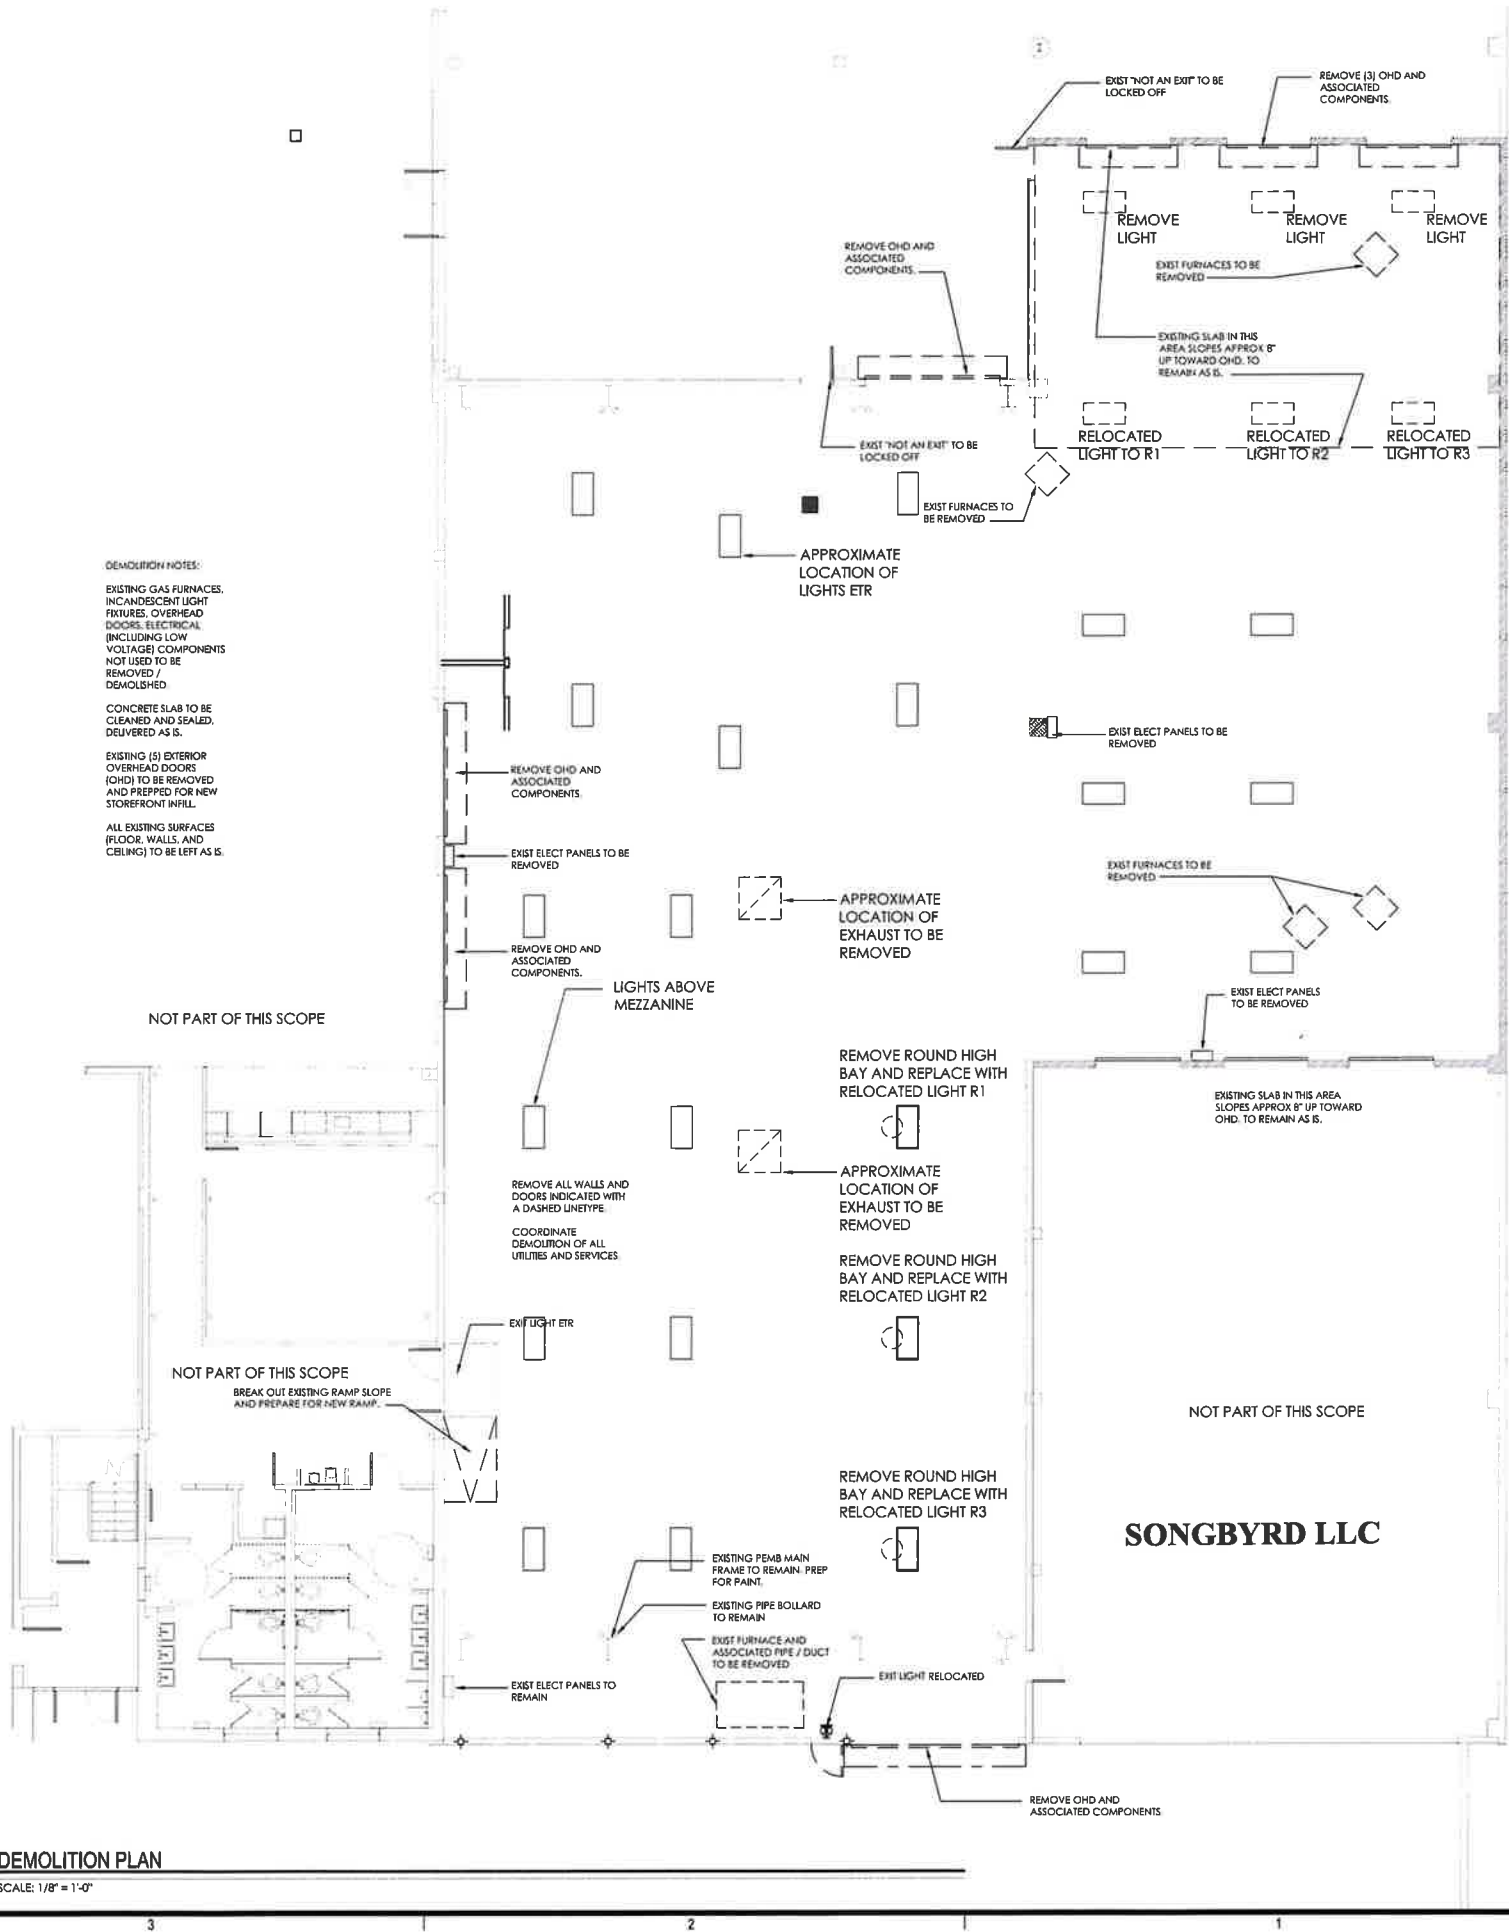 EXIST "NOT AN EXIT" TO BE
LOCKED OFF
REMOVE (3) OHD AND
ASSOCIATED
COMPONENTS.
REMOVE
LIGHT
REMOVE
LIGHT
REMOVE
LIGHT
REMOVE OHD AND
ASSOCIATED
COMPONENTS.
EXIST FURNACES TO BE
REMOVED
EXISTING SLAB IN THIS
AREA SLOPES APPROX 8"
UP TOWARD OHD. TO
REMAIN AS IS.
EXIST "NOT AN EXIT" TO BE
LOCKED OFF
RELOCATED
LIGHT TO R1
RELOCATED
LIGHT TO R2
RELOCATED
LIGHT TO R3
EXIST FURNACES TO
BE REMOVED
APPROXIMATE
LOCATION OF
LIGHTS ETR
DEMOLITION NOTES:
EXISTING GAS FURNACES,
INCANDESCENT LIGHT
FIXTURES, OVERHEAD
DOORS, ELECTRICAL
(INCLUDING LOW
VOLTAGE) COMPONENTS
NOT USED TO BE
REMOVED /
DEMOLISHED.
CONCRETE SLAB TO BE
CLEANED AND SEALED,
DELIVERED AS IS.
EXISTING (5) EXTERIOR
OVERHEAD DOORS
(OHD) TO BE REMOVED
AND PREPPED FOR NEW
STOREFRONT INFILL.
ALL EXISTING SURFACES
(FLOOR, WALLS, AND
CEILING) TO BE LEFT AS IS.
EXIST ELECT PANELS TO BE
REMOVED
REMOVE OHD AND
ASSOCIATED
COMPONENTS.
EXIST ELECT PANELS TO BE
REMOVED
EXIST FURNACES TO BE
REMOVED
APPROXIMATE
LOCATION OF
EXHAUST TO BE
REMOVED
REMOVE OHD AND
ASSOCIATED
COMPONENTS.
LIGHTS ABOVE
MEZZANINE
EXIST ELECT PANELS
TO BE REMOVED
NOT PART OF THIS SCOPE
REMOVE ROUND HIGH
BAY AND REPLACE WITH
RELOCATED LIGHT R1
EXISTING SLAB IN THIS AREA
SLOPES APPROX 8" UP TOWARD
OHD. TO REMAIN AS IS.
APPROXIMATE
LOCATION OF
EXHAUST TO BE
REMOVED
REMOVE ALL WALLS AND
DOORS INDICATED WITH
A DASHED LINETYPE.
COORDINATE
DEMOLITION OF ALL
UTILITIES AND SERVICES.
REMOVE ROUND HIGH
BAY AND REPLACE WITH
RELOCATED LIGHT R2
EXIT LIGHT ETR
NOT PART OF THIS SCOPE
BREAK OUT EXISTING RAMP SLOPE
AND PREPARE FOR NEW RAMP.
NOT PART OF THIS SCOPE
REMOVE ROUND HIGH
BAY AND REPLACE WITH
RELOCATED LIGHT R3
SONGBYRD LLC
EXISTING PEMB MAIN
FRAME TO REMAIN. PREP
FOR PAINT.
EXISTING PIPE BOLLARD
TO REMAIN
EXIST FURNACE AND
ASSOCIATED PIPE / DUCT
TO BE REMOVED
EXIST ELECT PANELS TO
REMAIN
EXIT LIGHT RELOCATED
REMOVE OHD AND
ASSOCIATED COMPONENTS
DEMOLITION PLAN
SCALE: 1/8" = 1'-0"
3
2
1